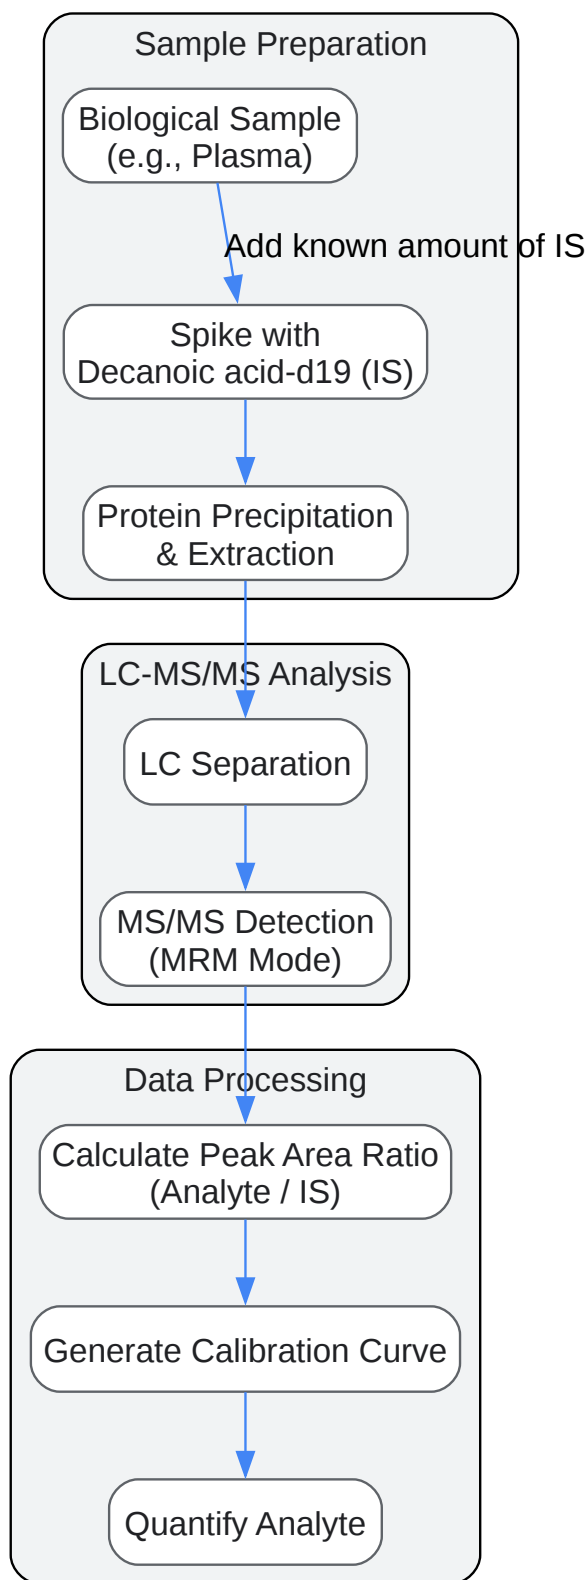 Sample Preparation
Biological Sample
(e.g., Plasma)
Add known amount of IS
Spike with
Decanoic acid-d19 (IS)
Protein Precipitation
& Extraction
LC-MS/MS Analysis
LC Separation
MS/MS Detection
(MRM Mode)
Data Processing
Calculate Peak Area Ratio
(Analyte / IS)
Generate Calibration Curve
Quantify Analyte